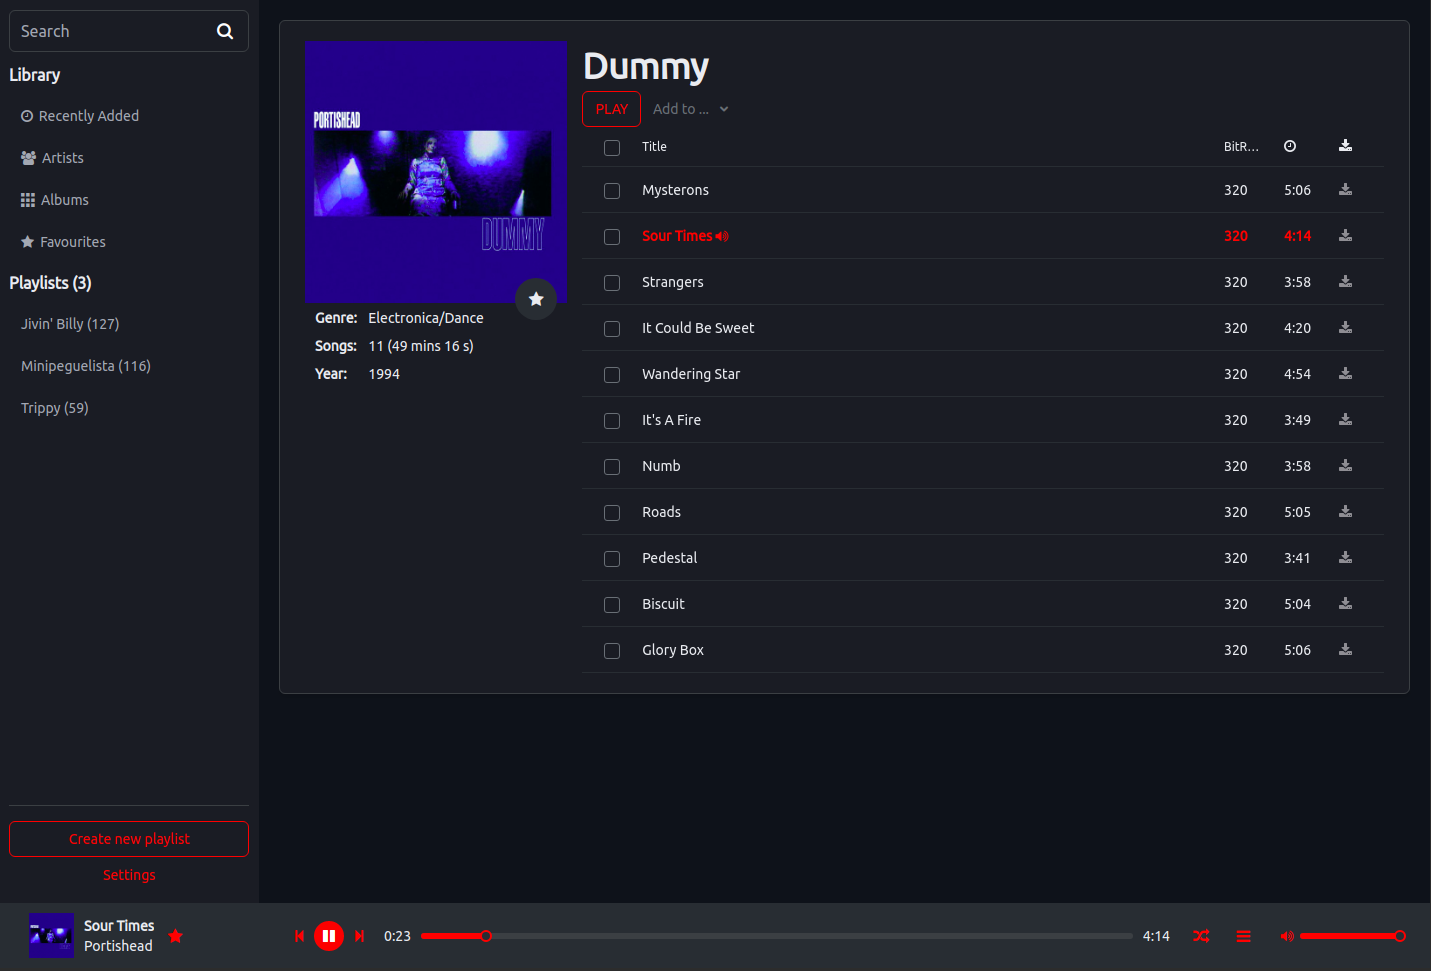 Search
Library
Recently Added
Artists
Albums
Favourites
Playlists (3)
Jivin' Billy (127)
Minipeguelista (116)
Trippy (59)
Create new playlist
Settings
PORTISHEAD
DUMMY
Genre: Electronica/Dance
Songs: 11 (49 mins 16 s)
Year: 1994
Dummy
PLAY Add to ...
Title BitR...
Mysterons 320 5:06
Sour Times 320 4:14
Strangers 320 3:58
It Could Be Sweet 320 4:20
Wandering Star 320 4:54
It's A Fire 320 3:49
Numb 320 3:58
Roads 320 5:05
Pedestal 320 3:41
Biscuit 320 5:04
Glory Box 320 5:06
Sour Times
Portishead
0:23 4:14